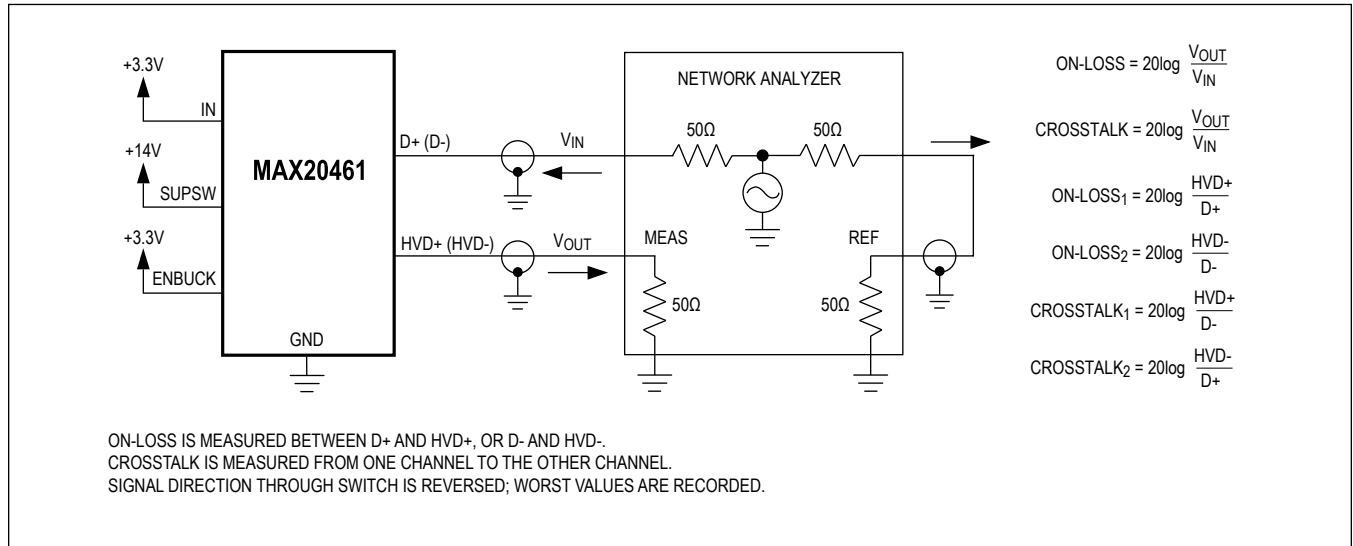 +3.3V
IN
+14V
SUPSW
+3.3V
ENBUCK
MAX20461
GND
D+ (D-)
HVD+ (HVD-)
VIN
VOUT
NETWORK ANALYZER
50Ω
50Ω
MEAS
REF
50Ω
50Ω
ON-LOSS = 20log VOUT
VIN
CROSSTALK = 20log VOUT
VIN
ON-LOSS1 = 20log HVD+
D+
ON-LOSS2 = 20log HVD-
D-
CROSSTALK1 = 20log HVD+
D-
CROSSTALK2 = 20log HVD-
D+
ON-LOSS IS MEASURED BETWEEN D+ AND HVD+, OR D- AND HVD-.
CROSSTALK IS MEASURED FROM ONE CHANNEL TO THE OTHER CHANNEL.
SIGNAL DIRECTION THROUGH SWITCH IS REVERSED; WORST VALUES ARE RECORDED.